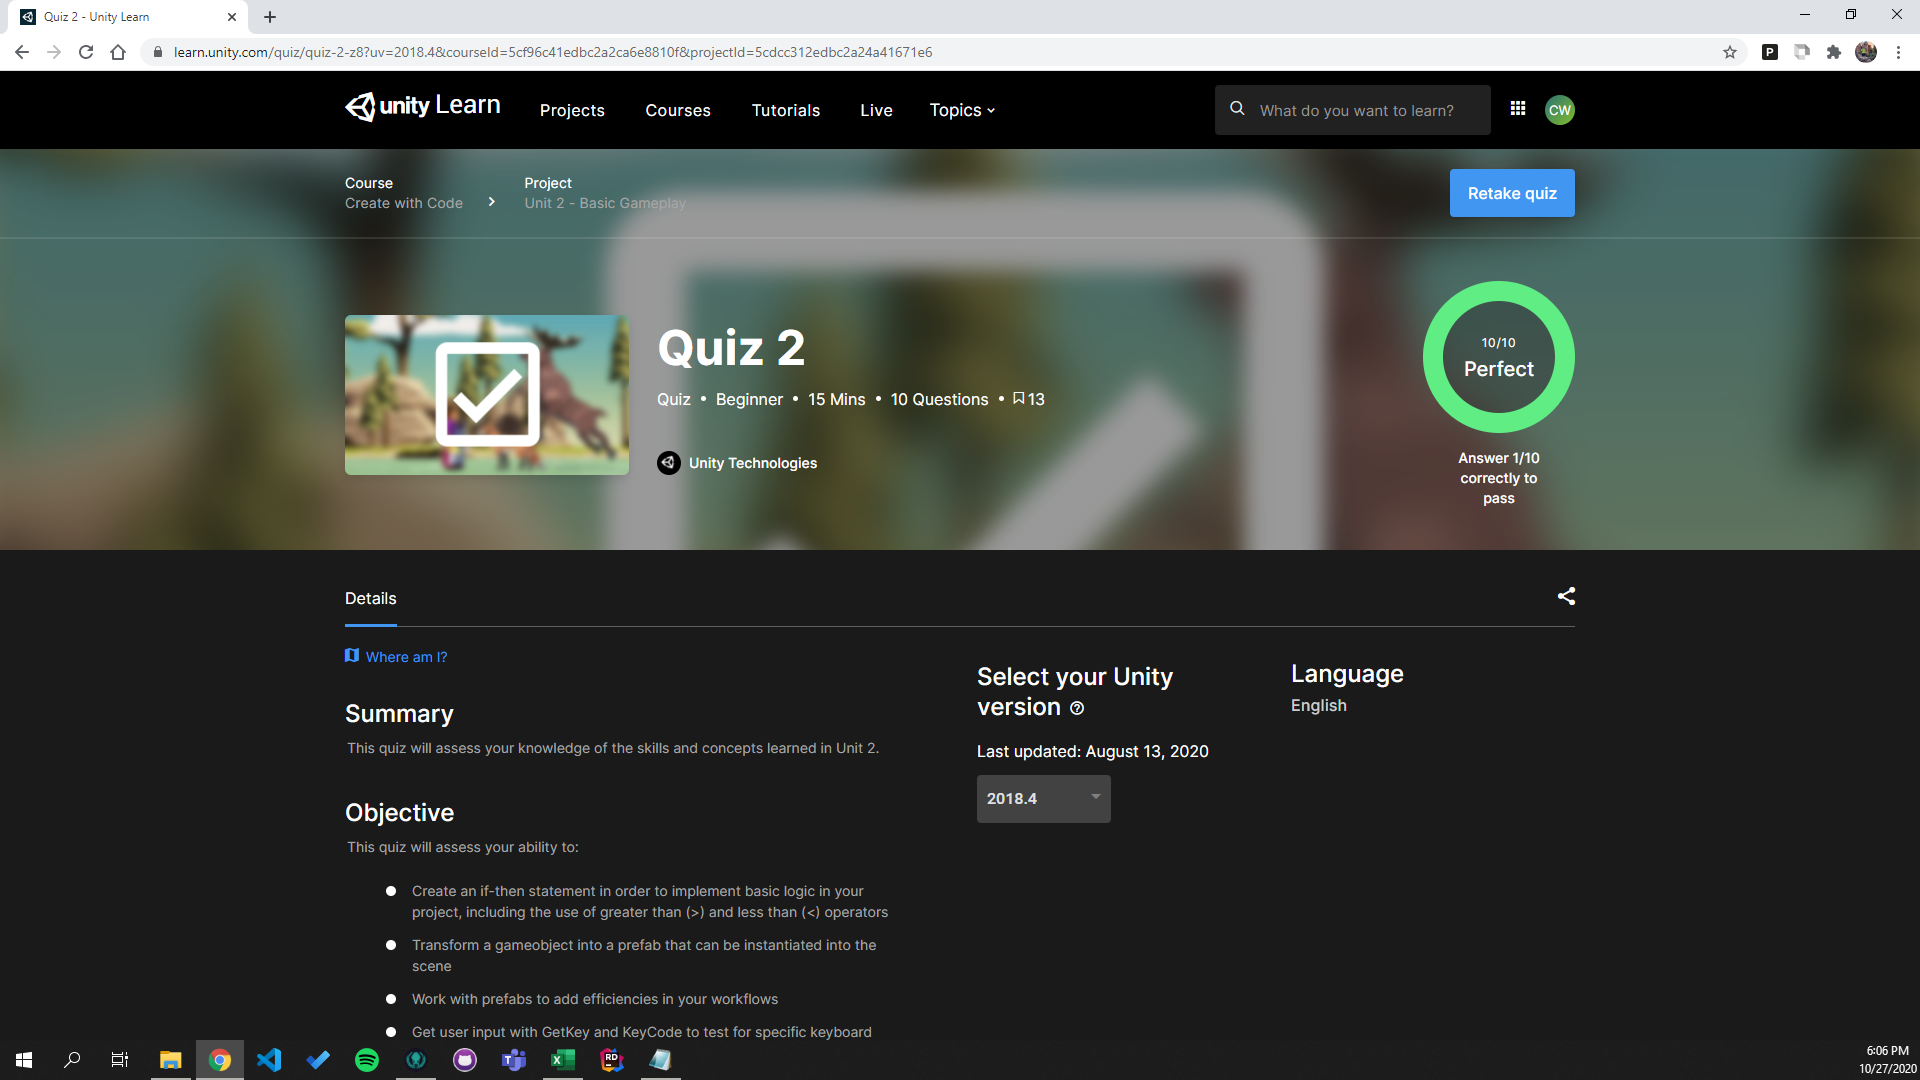 Quiz 2 - Unity Learn
learn.unity.com/quiz/quiz-2-z8?uv=2018.4&courseId=5cf96c41edbc2a2ca6e8810f&projectId=5cdcc312edbc2a24a41671e6
P
unity Learn
Projects
Courses
Tutorials
Live
Topics
What do you want to learn?
CW
Course
Create with Code
Project
Unit 2 - Basic Gameplay
Retake quiz
Quiz 2
Quiz • Beginner • 15 Mins • 10 Questions • 13
Unity Technologies
10/10
Perfect
Answer 1/10
correctly to
pass
Details
Where am I?
Summary
This quiz will assess your knowledge of the skills and concepts learned in Unit 2.
Objective
This quiz will assess your ability to:
Create an if-then statement in order to implement basic logic in your
project, including the use of greater than (>) and less than (<) operators
Transform a gameobject into a prefab that can be instantiated into the
scene
Work with prefabs to add efficiencies in your workflows
Get user input with GetKey and KeyCode to test for specific keyboard
Select your Unity
version
Last updated: August 13, 2020
2018.4
Language
English
RD
6:06 PM
10/27/2020